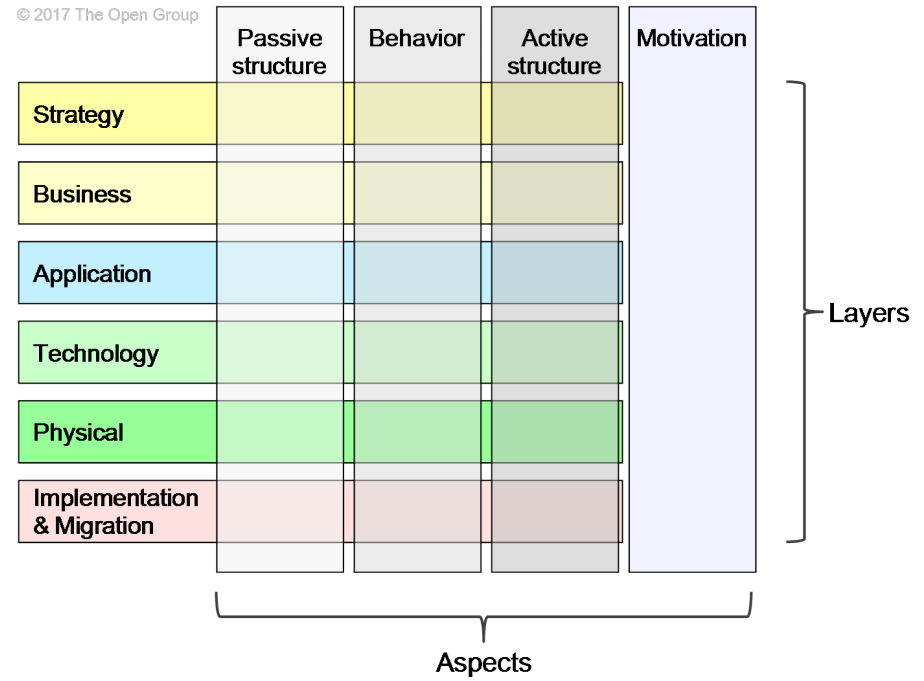 © 2017 The Open Group
Passive
structure
Behavior
Active
structure
Motivation
Strategy
Business
Application
Technology
Physical
Implementation
& Migration
Layers
Aspects